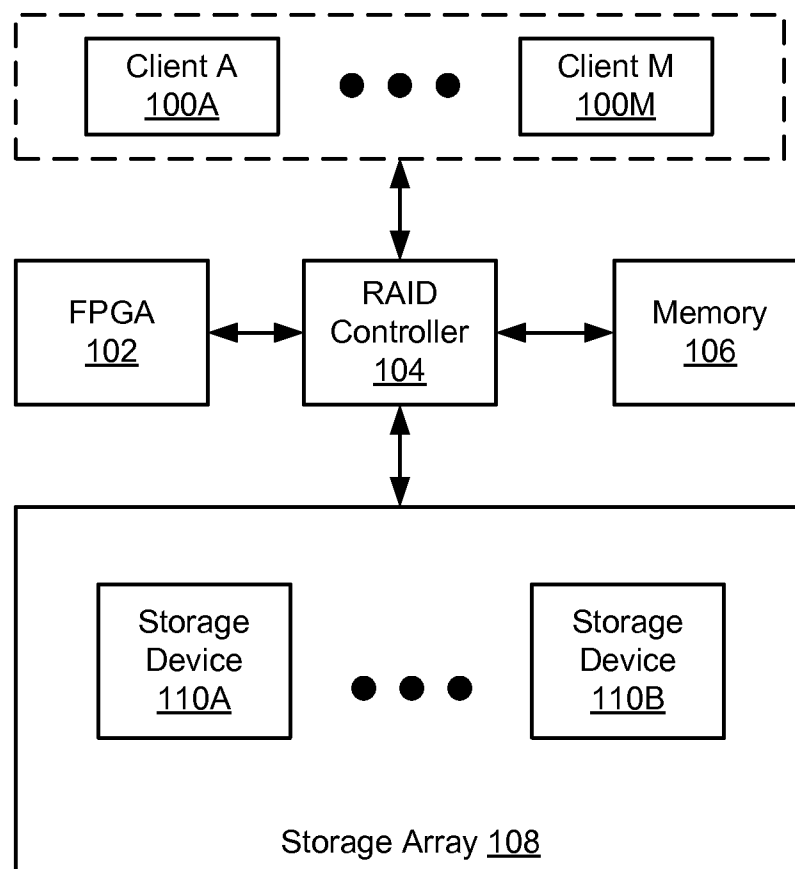 Client A
100A
Client M
100M
FPGA
102
RAID
Controller
104
Memory
106
Storage
Device
110A
Storage
Device
110B
Storage Array 108